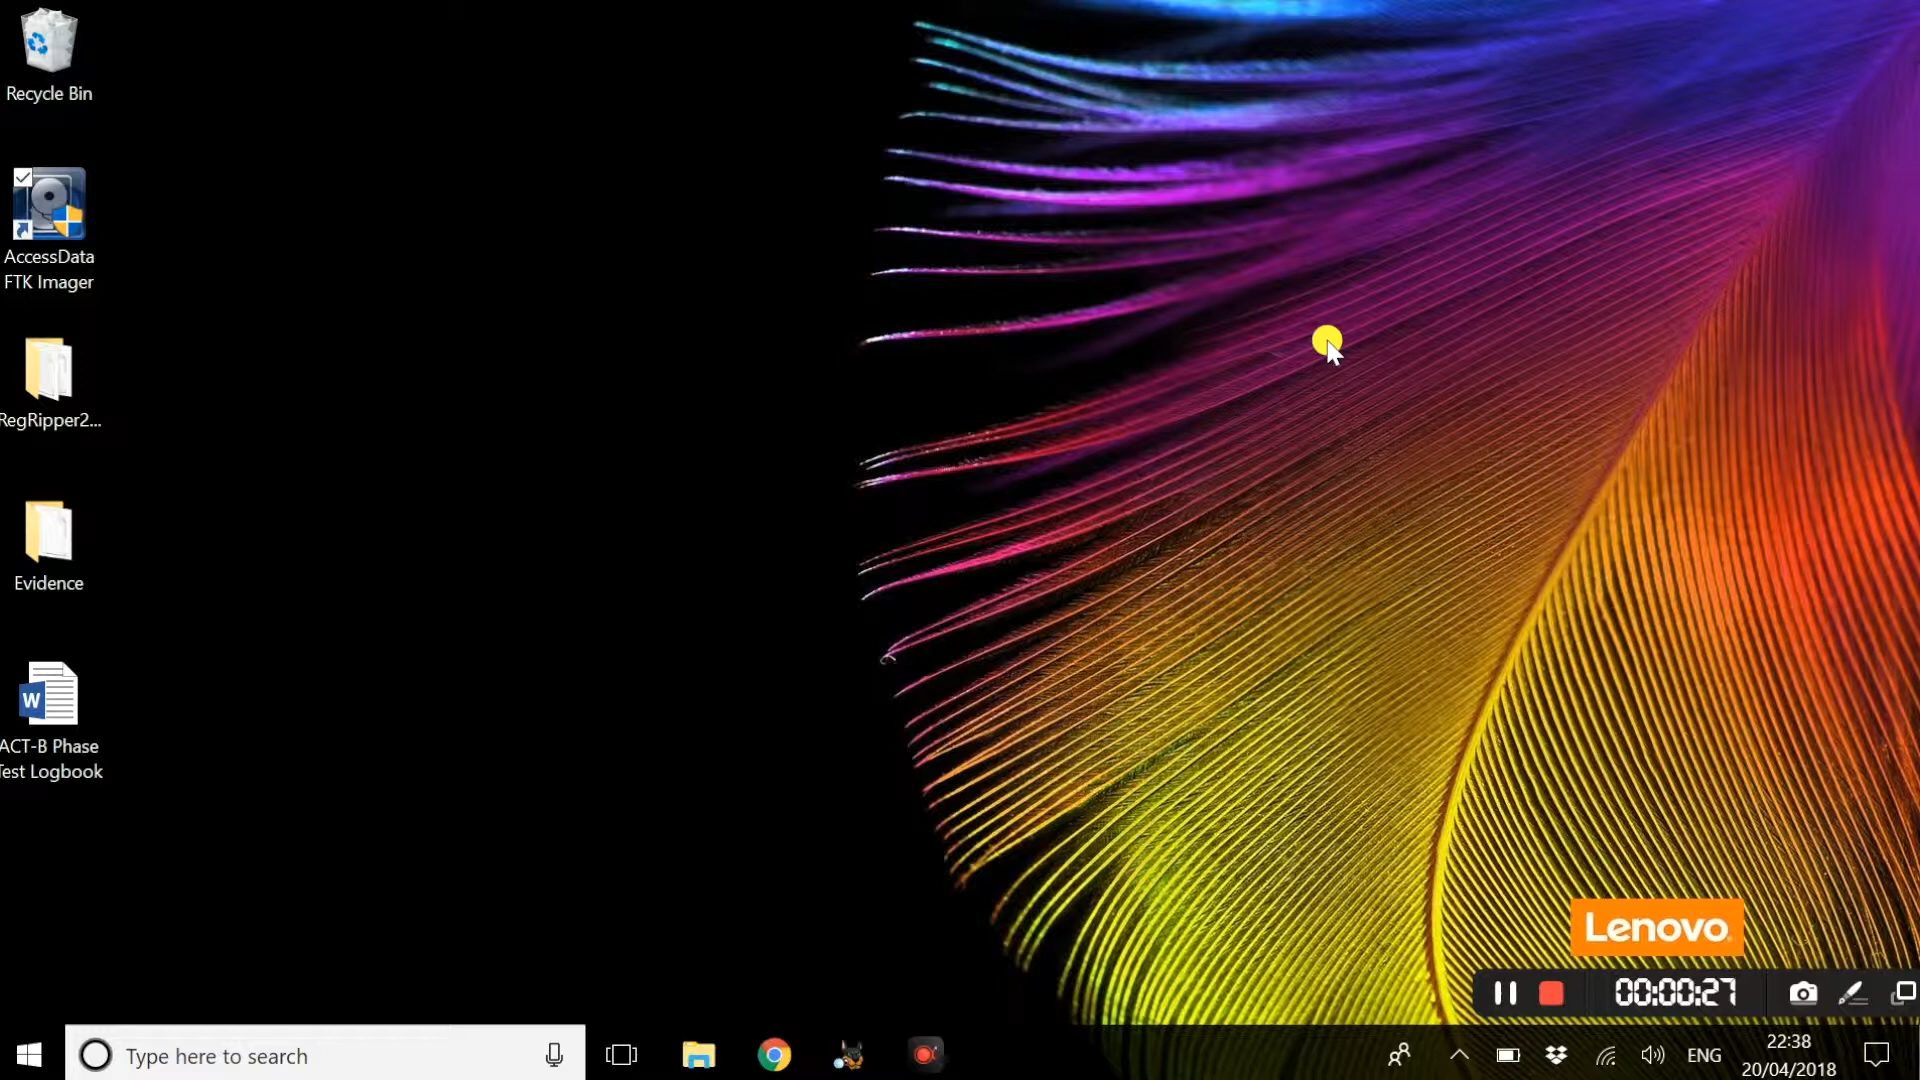 Recycle Bin
AccessData
FTK Imager
RegRipper2...
Evidence
W
ACT-B Phase
Test Logbook
Lenovo
00:00:27
Type here to search
ENG
22:38
20/04/2018